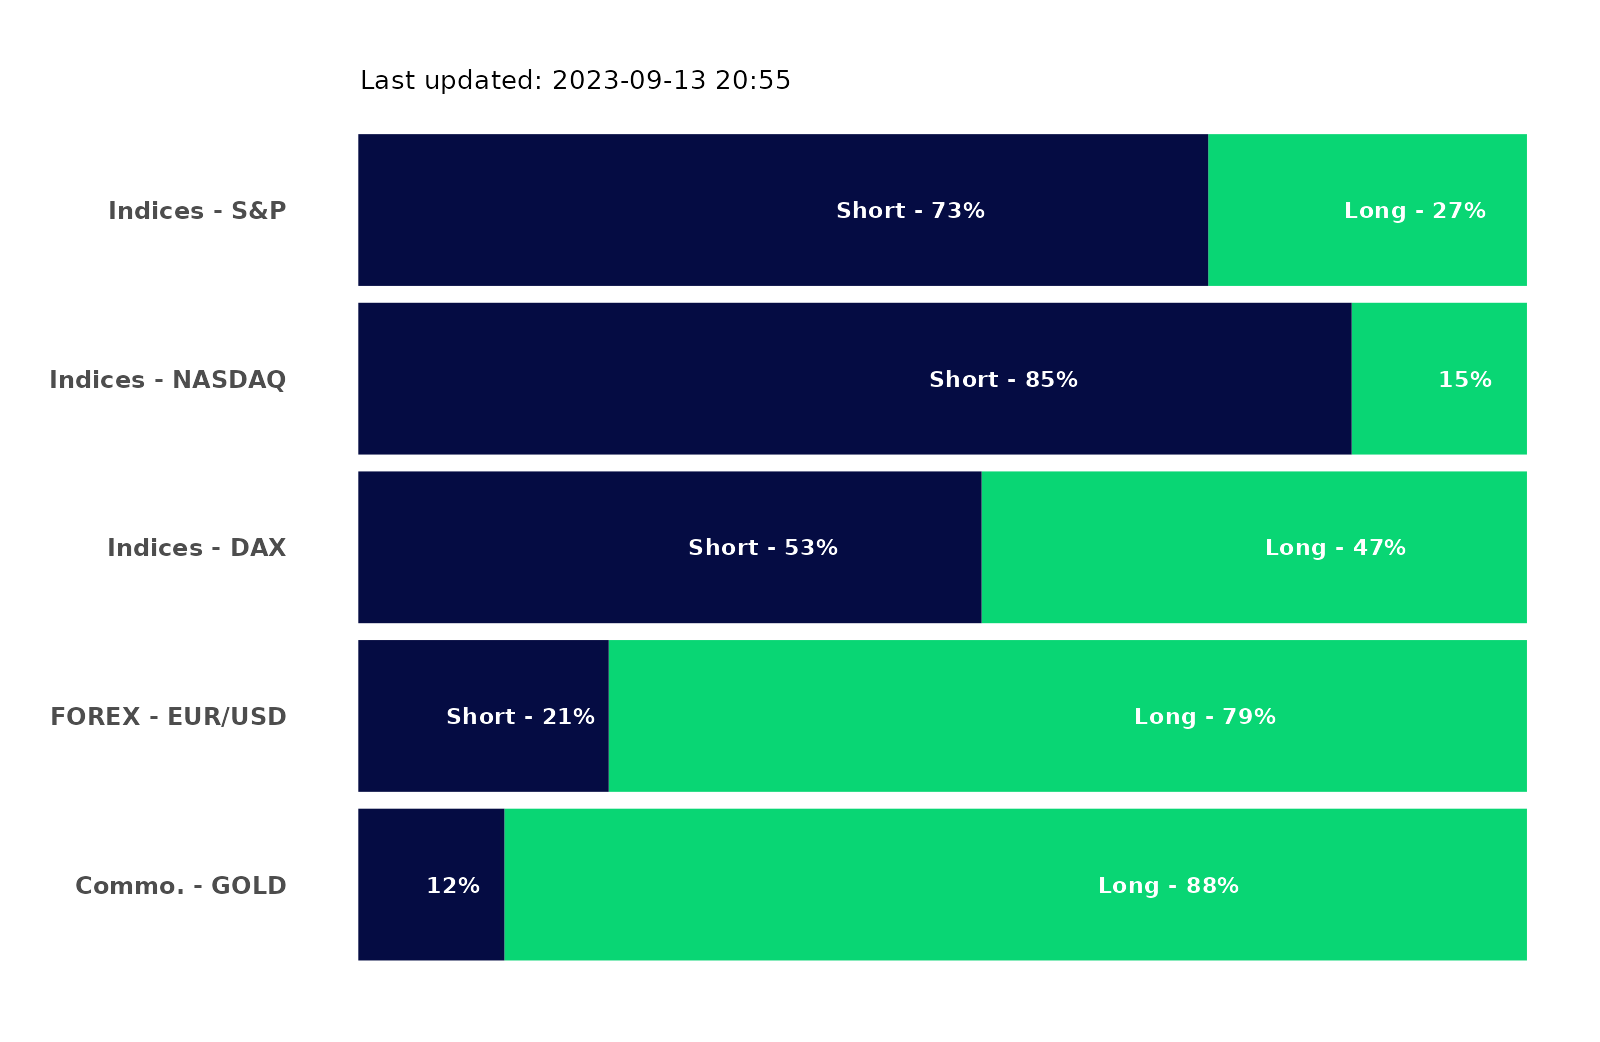 Last updated: 2023-09-13 20:55
Indices - S&P Short - 73% Long - 27%
Indices - NASDAQ Short - 85% 15%
Indices - DAX Short - 53% Long - 47%
FOREX - EUR/USD Short - 21% Long - 79%
Commo. - GOLD 12% Long - 88%